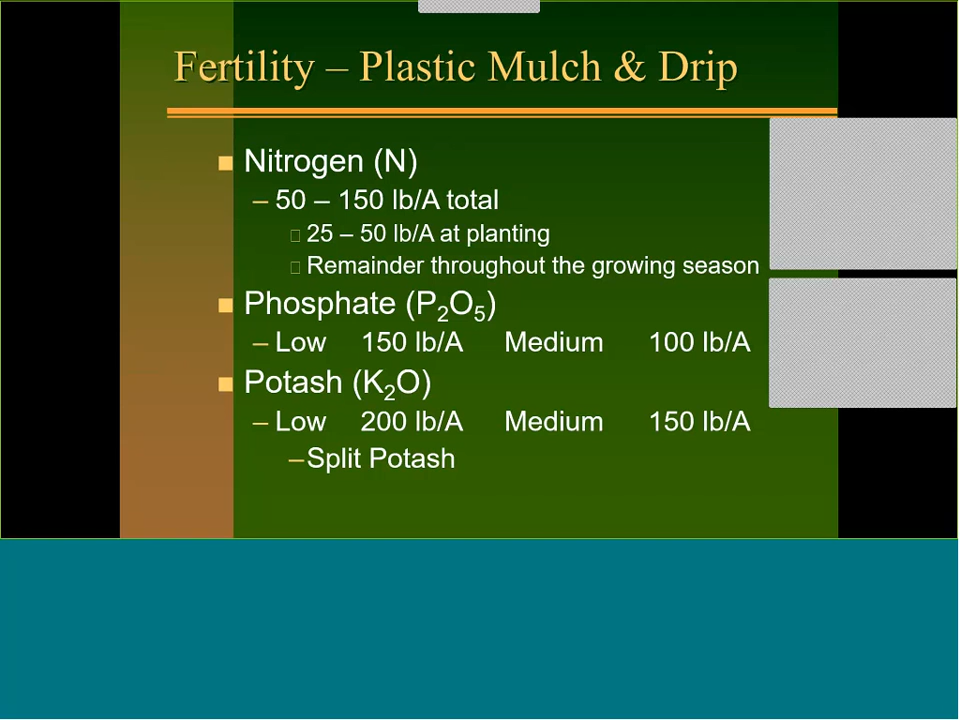 Fertility – Plastic Mulch & Drip
Nitrogen (N)
– 50 – 150 lb/A total
25 – 50 lb/A at planting
Remainder throughout the growing season
Phosphate (P₂O₅)
– Low 150 lb/A Medium 100 lb/A
Potash (K₂O)
– Low 200 lb/A Medium 150 lb/A
–Split Potash